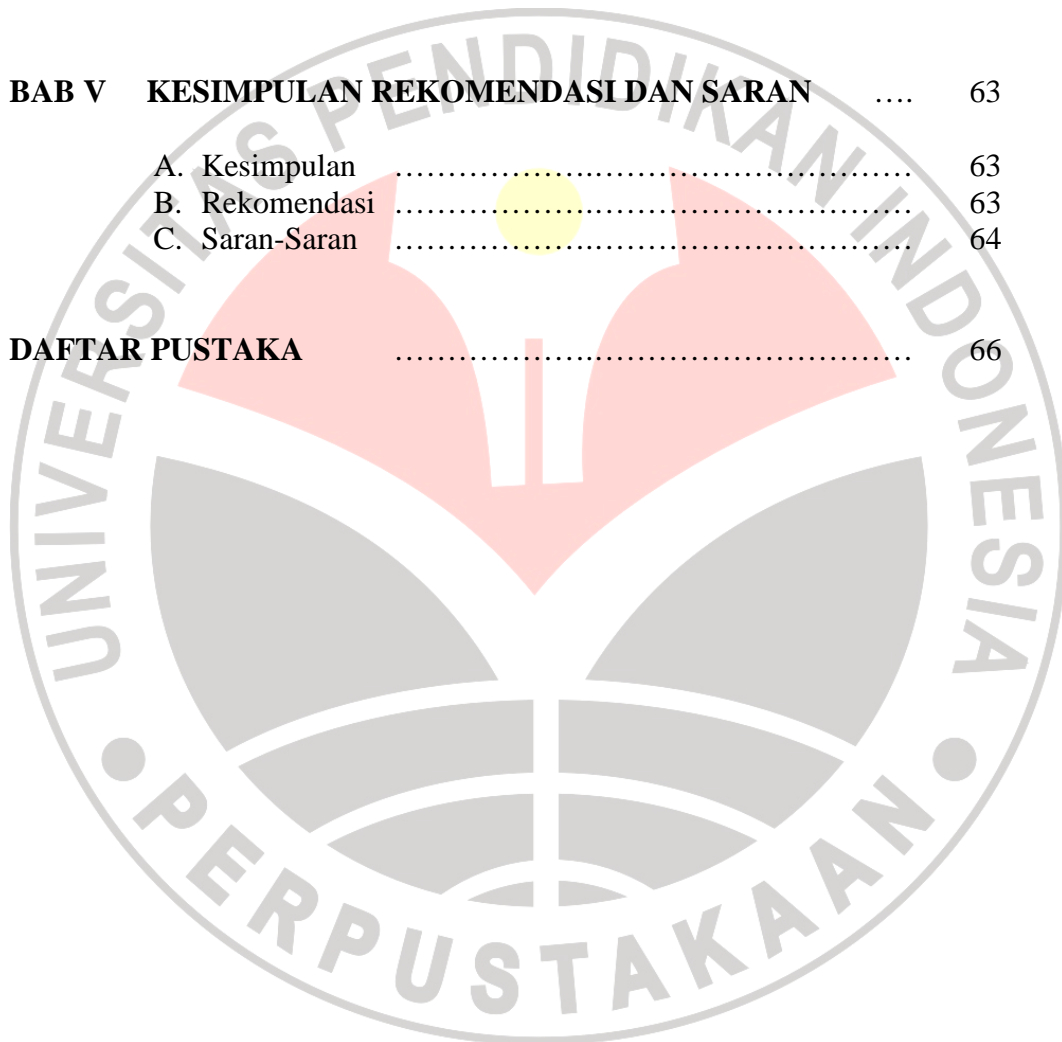 BAB V KESIMPULAN REKOMENDASI DAN SARAN …. 63
A. Kesimpulan ……………….………………………… 63
B. Rekomendasi ……………….………………………… 63
C. Saran-Saran ……………….………………………… 64
DAFTAR PUSTAKA ……………….………………………… 66
UNIVERSITAS PENDIDIKAN INDONESIA
PERPUSTAKAAN